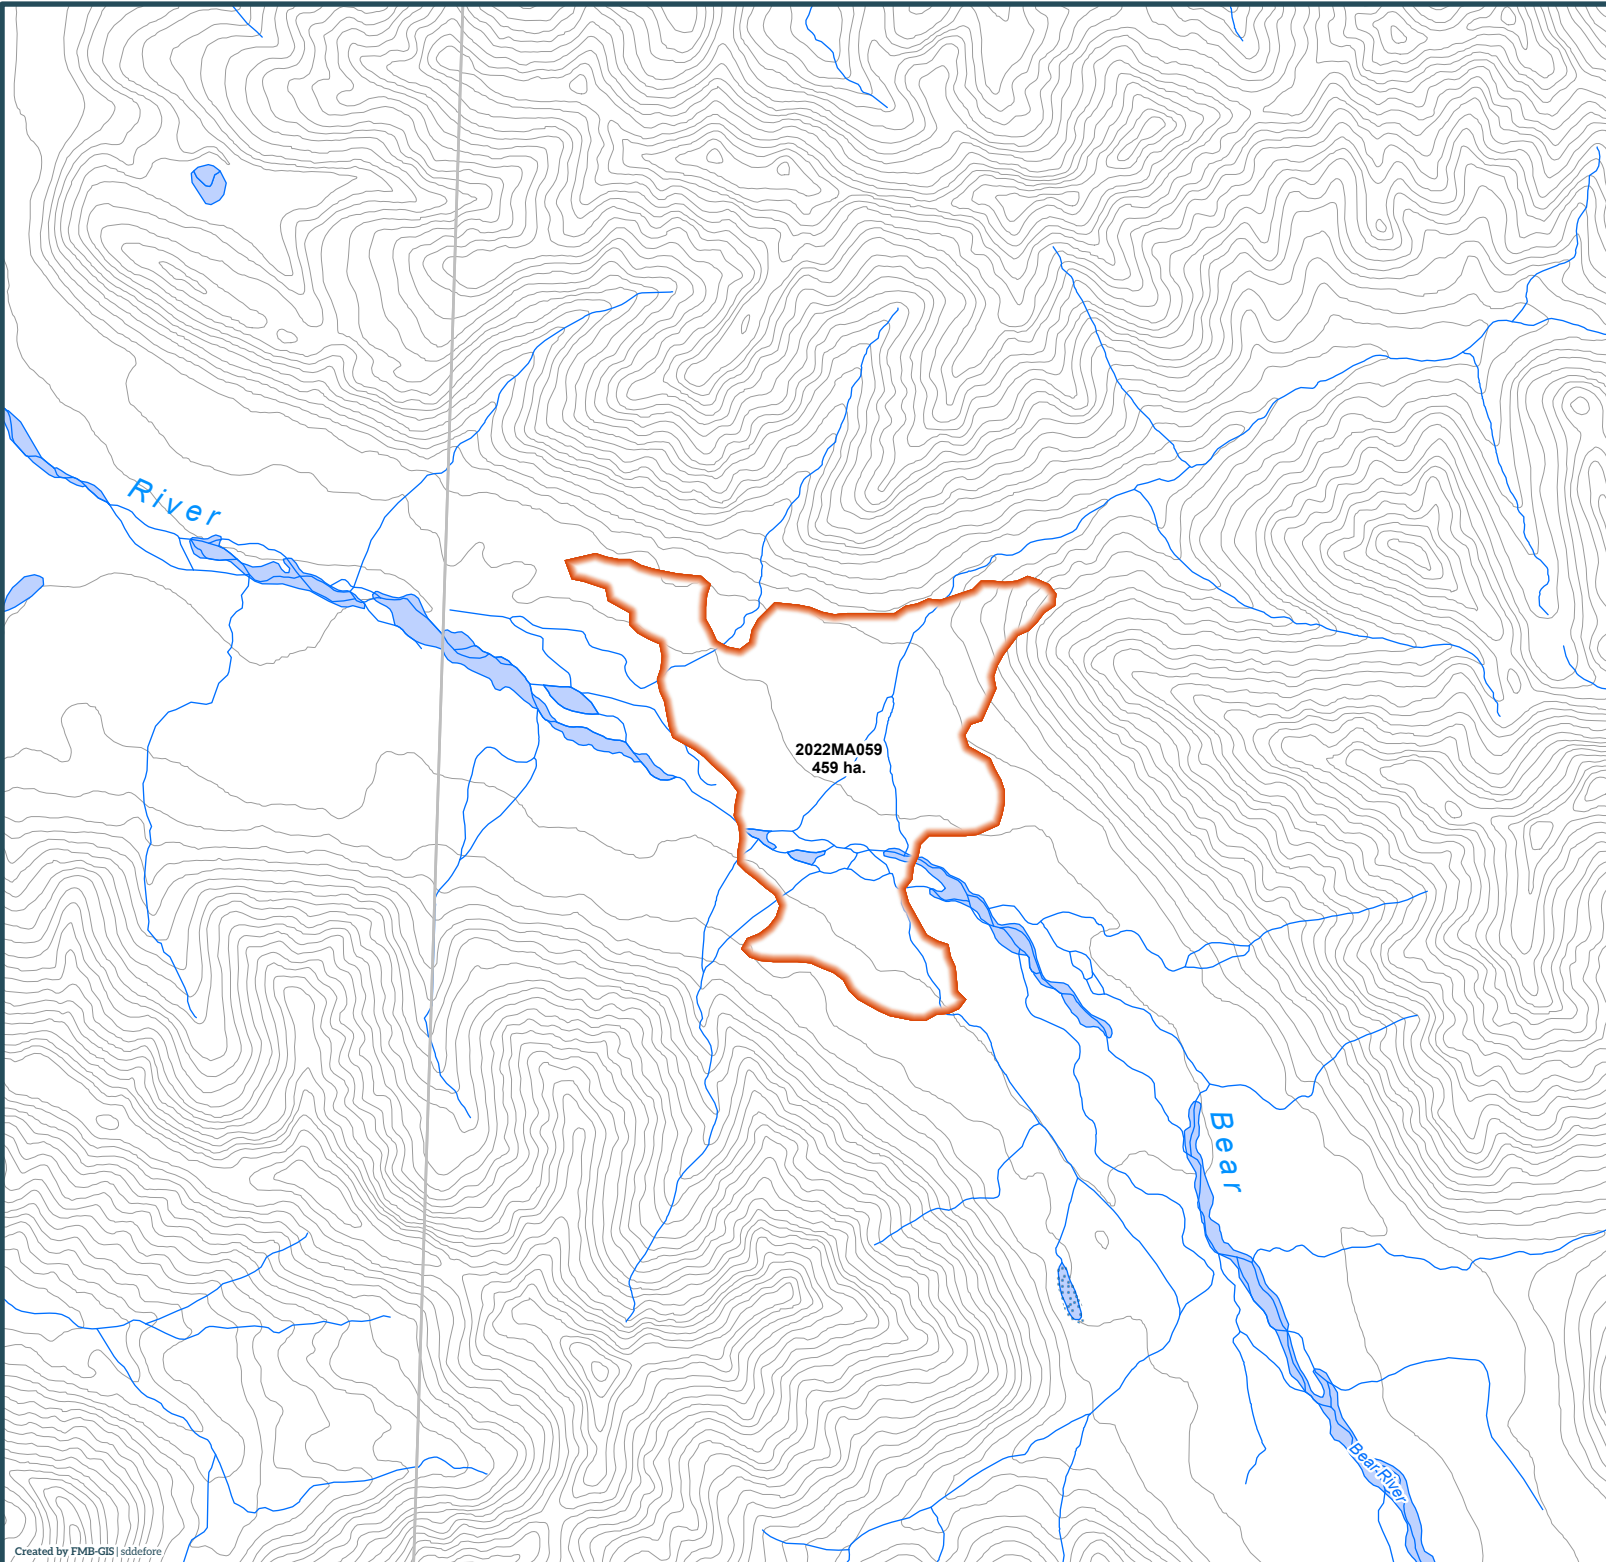 River
2022MA059
459 ha.
Bear
Bear River
Created by FMB-GIS | sddefore